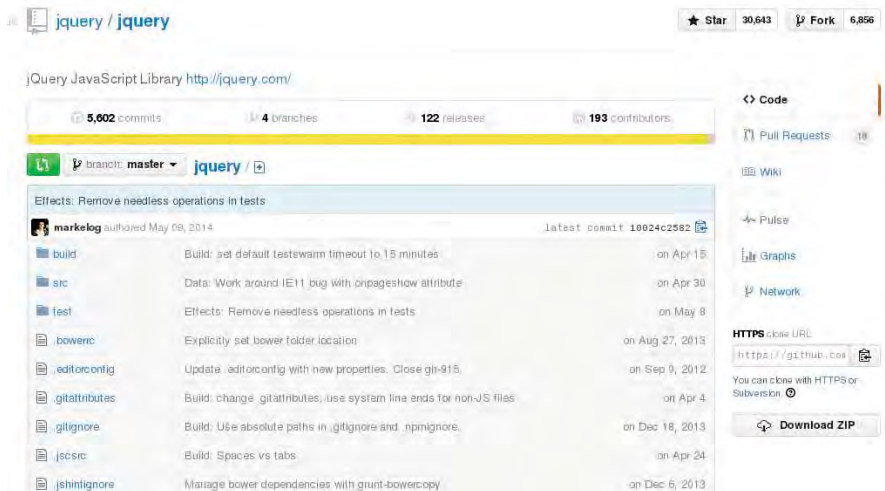 jquery / jquery
Star 30,643 Fork 6,856
jQuery JavaScript Library http://jquery.com/
5,602 commits 4 branches 122 releases 193 contributors
branch: master jquery /
Effects: Remove needless operations in tests
markelog authored May 08, 2014 latest commit 10024c2582
build Build: set default testswarm timeout to 15 minutes on Apr 15
src Data: Work around IE11 bug with onpageshow attribute on Apr 30
test Effects: Remove needless operations in tests on May 8
.bowerrc Explicitly set bower folder location on Aug 27, 2013
.editorconfig Update .editorconfig with new properties. Close gh-915. on Sep 9, 2012
.gitattributes Build: change .gitattributes, use system line ends for non-JS files on Apr 4
.gitignore Build: Use absolute paths in .gitignore and .npmignore. on Dec 18, 2013
.jscsrc Build: Spaces vs tabs on Apr 24
.jshintignore Manage bower dependencies with grunt-bowercopy on Dec 6, 2013
Code
Pull Requests 18
Wiki
Pulse
Graphs
Network
HTTPS clone URL
https://github.com
You can clone with HTTPS or
Subversion.
Download ZIP